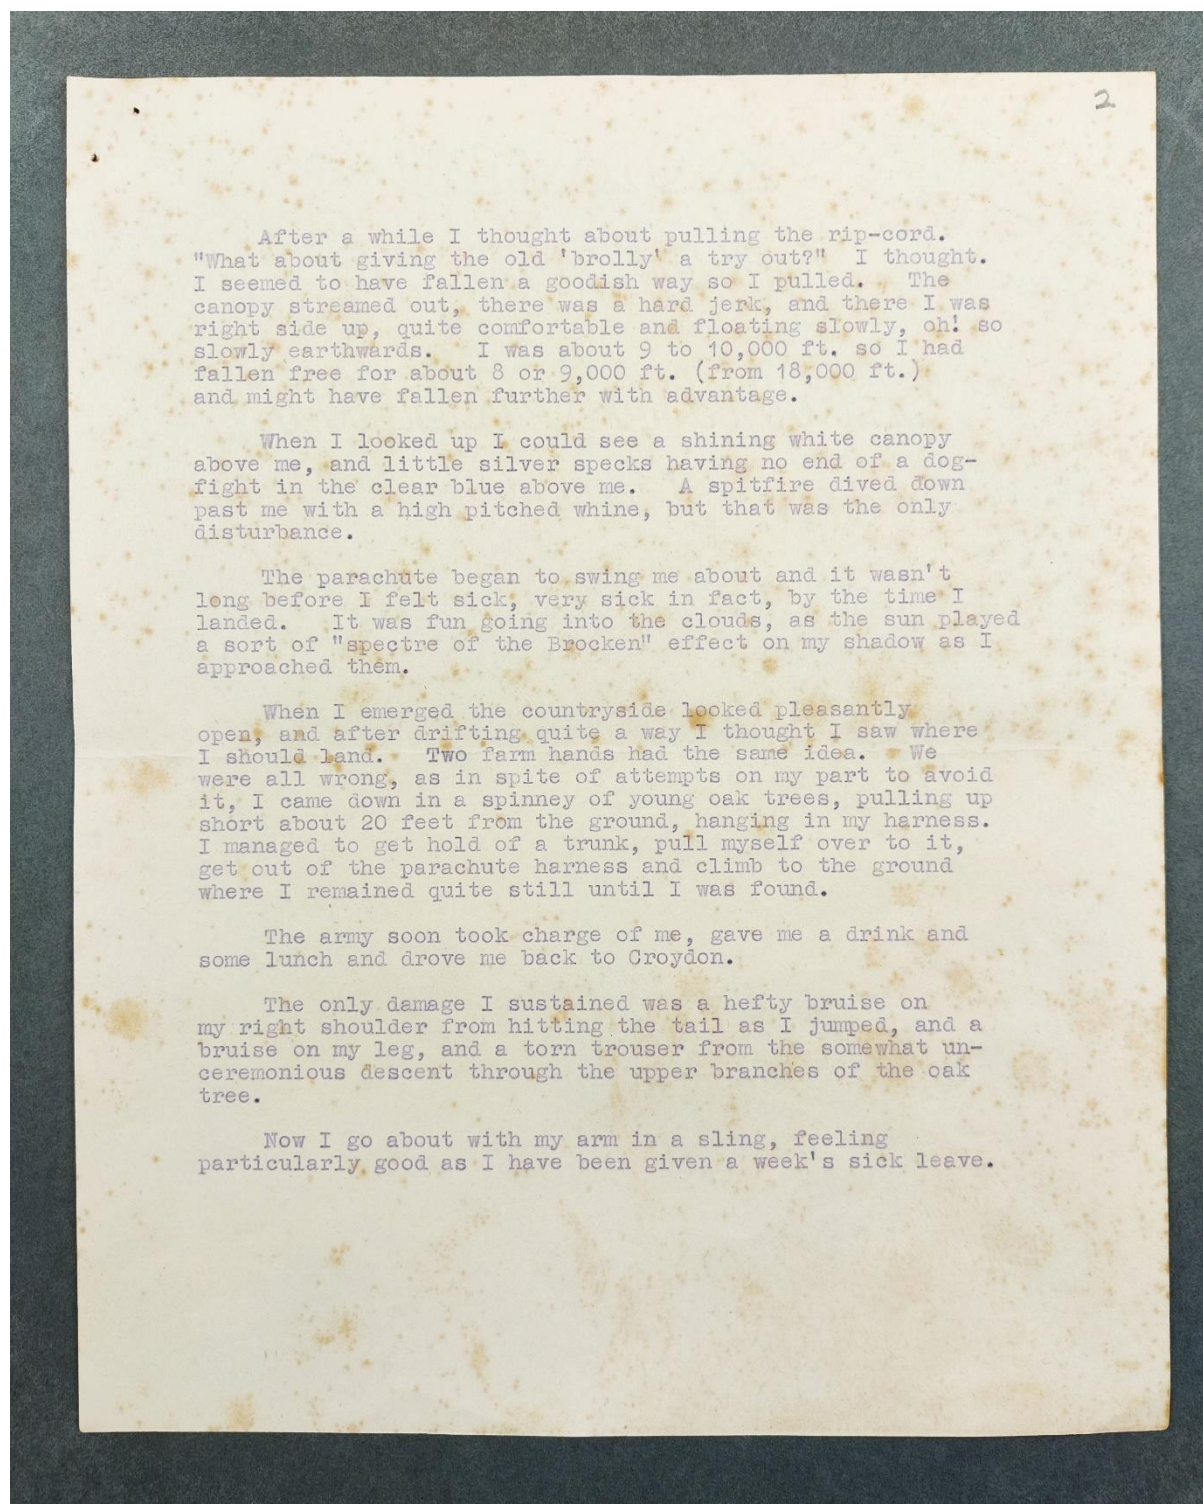 2
After a while I thought about pulling the rip-cord.
"What about giving the old 'brolly' a try out?" I thought.
I seemed to have fallen a goodish way so I pulled. The
canopy streamed out, there was a hard jerk, and there I was
right side up, quite comfortable and floating slowly, oh! so
slowly earthwards. I was about 9 to 10,000 ft. so I had
fallen free for about 8 or 9,000 ft. (from 18,000 ft.)
and might have fallen further with advantage.
When I looked up I could see a shining white canopy
above me, and little silver specks having no end of a dog-
fight in the clear blue above me. A spitfire dived down
past me with a high pitched whine, but that was the only
disturbance.
The parachute began to swing me about and it wasn't
long before I felt sick, very sick in fact, by the time I
landed. It was fun going into the clouds, as the sun played
a sort of "spectre of the Brocken" effect on my shadow as I
approached them.
When I emerged the countryside looked pleasantly
open, and after drifting quite a way I thought I saw where
I should land. Two farm hands had the same idea. We
were all wrong, as in spite of attempts on my part to avoid
it, I came down in a spinney of young oak trees, pulling up
short about 20 feet from the ground, hanging in my harness.
I managed to get hold of a trunk, pull myself over to it,
get out of the parachute harness and climb to the ground
where I remained quite still until I was found.
The army soon took charge of me, gave me a drink and
some lunch and drove me back to Croydon.
The only damage I sustained was a hefty bruise on
my right shoulder from hitting the tail as I jumped, and a
bruise on my leg, and a torn trouser from the somewhat un-
ceremonious descent through the upper branches of the oak
tree.
Now I go about with my arm in a sling, feeling
particularly good as I have been given a week's sick leave.